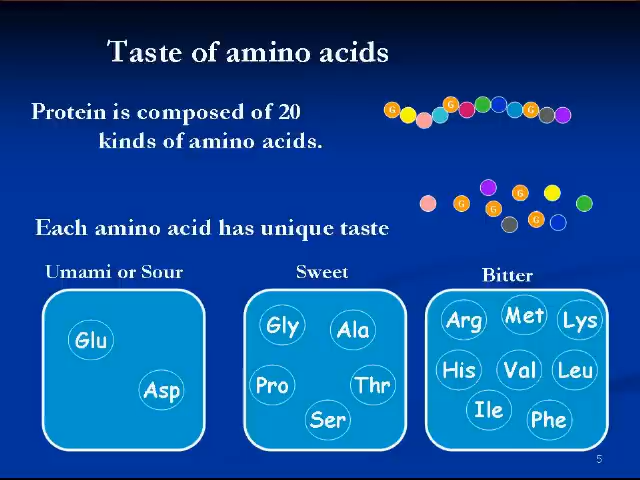 Taste of amino acids
Protein is composed of 20
kinds of amino acids.
G
G
G
G
G
G
G
Each amino acid has unique taste
Umami or Sour
Sweet
Bitter
Glu
Asp
Gly
Ala
Pro
Thr
Ser
Arg
Met
Lys
His
Val
Leu
Ile
Phe
5